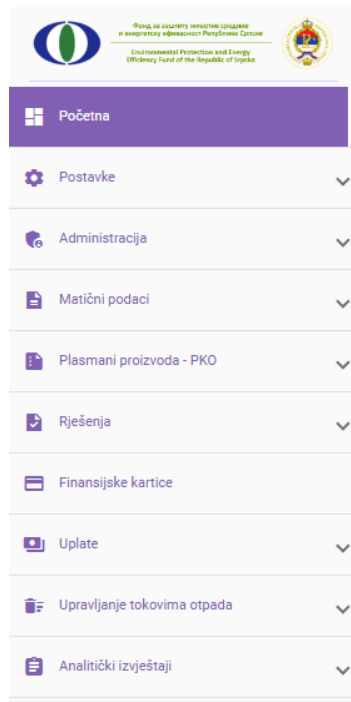 Фонд за заштиту животне средине
и енергетску ефикасност Републике Српске
Environmental Protection and Energy
Efficiency Fund of the Republic of Srpska
Početna
Postavke
Administracija
Matični podaci
Plasmani proizvoda - PKO
Rješenja
Finansijske kartice
Uplate
Upravljanje tokovima otpada
Analitički izvještaji